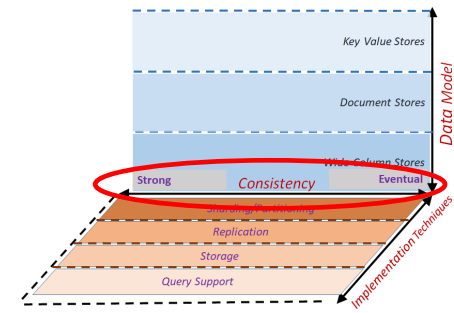 Key Value Stores
Document Stores
Wide Column Stores
Data Model
Strong
Consistency
Eventual
Sharding/Partitioning
Replication
Storage
Query Support
Implementation Techniques